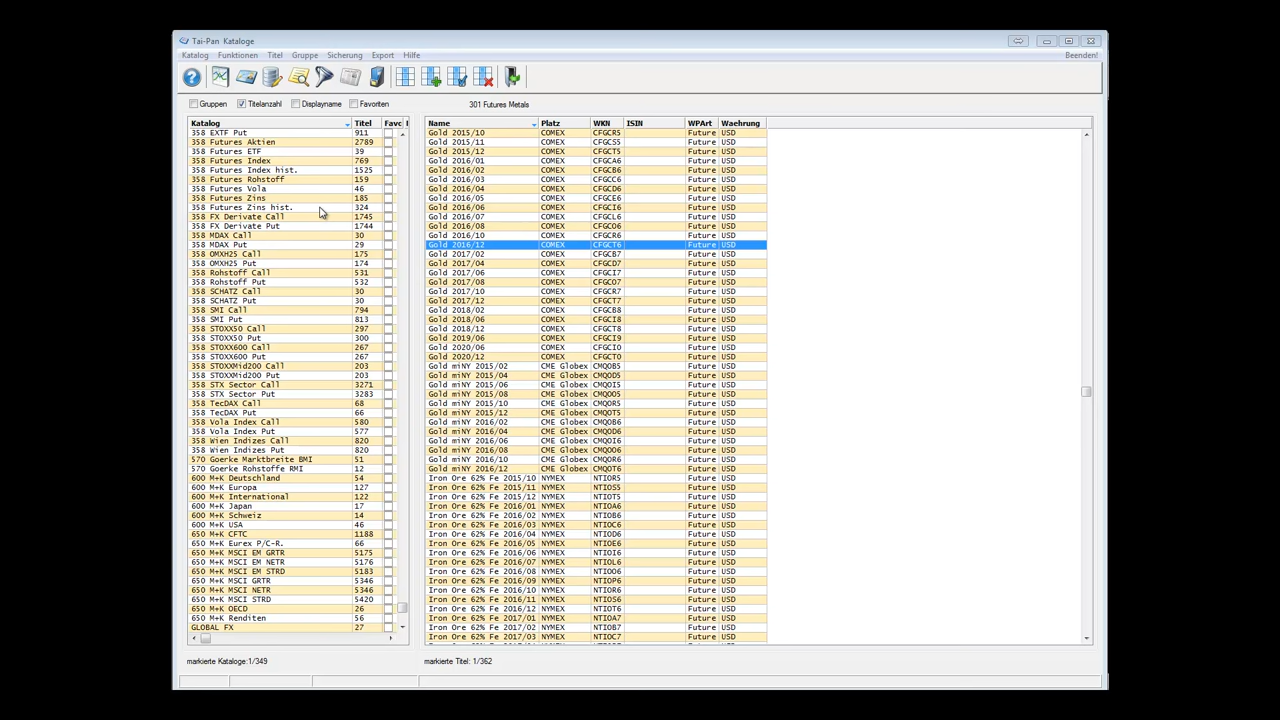 Tai-Pan Kataloge
Katalog Funktionen Titel Gruppe Sicherung Export Hilfe Beenden!
Gruppen Titelanzahl Displayname Favoriten 301 Futures Metals
Katalog Titel Favc
358 EXTF Put 911
358 Futures Aktien 2789
358 Futures ETF 39
358 Futures Index 769
358 Futures Index hist. 1525
358 Futures Rohstoff 159
358 Futures Vola 46
358 Futures Zins 185
358 Futures Zins hist. 324
358 FX Derivate Call 1745
358 FX Derivate Put 1744
358 MDAX Call 30
358 MDAX Put 29
358 OMXH25 Call 175
358 OMXH25 Put 174
358 Rohstoff Call 531
358 Rohstoff Put 532
358 SCHATZ Call 30
358 SCHATZ Put 30
358 SMI Call 794
358 SMI Put 813
358 STOXX50 Call 297
358 STOXX50 Put 300
358 STOXX600 Call 267
358 STOXX600 Put 267
358 STOXXMid200 Call 203
358 STOXXMid200 Put 203
358 STX Sector Call 3271
358 STX Sector Put 3283
358 TecDAX Call 68
358 TecDAX Put 66
358 Vola Index Call 580
358 Vola Index Put 577
358 Wien Indizes Call 820
358 Wien Indizes Put 820
570 Goerke Marktbreite BMI 51
570 Goerke Rohstoffe RMI 12
600 M+K Deutschland 54
600 M+K Europa 127
600 M+K International 122
600 M+K Japan 17
600 M+K Schweiz 14
600 M+K USA 46
650 M+K CFTC 1188
650 M+K Eurex P/C-R. 66
650 M+K MSCI EM GRTR 5175
650 M+K MSCI EM NETR 5176
650 M+K MSCI EM STRD 5183
650 M+K MSCI GRTR 5346
650 M+K MSCI NETR 5346
650 M+K MSCI STRD 5420
650 M+K OECD 26
650 M+K Renditen 56
GLOBAL FX 27
markierte Kataloge:1/349
Name Platz WKN ISIN WPArt Waehrung
Gold 2015/10 COMEX CFGCR5 Future USD
Gold 2015/11 COMEX CFGCS5 Future USD
Gold 2015/12 COMEX CFGCT5 Future USD
Gold 2016/01 COMEX CFGCA6 Future USD
Gold 2016/02 COMEX CFGCB6 Future USD
Gold 2016/03 COMEX CFGCC6 Future USD
Gold 2016/04 COMEX CFGCD6 Future USD
Gold 2016/05 COMEX CFGCE6 Future USD
Gold 2016/06 COMEX CFGCI6 Future USD
Gold 2016/07 COMEX CFGCL6 Future USD
Gold 2016/08 COMEX CFGCO6 Future USD
Gold 2016/10 COMEX CFGCR6 Future USD
Gold 2016/12 COMEX CFGCT6 Future USD
Gold 2017/02 COMEX CFGCB7 Future USD
Gold 2017/04 COMEX CFGCD7 Future USD
Gold 2017/06 COMEX CFGCI7 Future USD
Gold 2017/08 COMEX CFGCO7 Future USD
Gold 2017/10 COMEX CFGCR7 Future USD
Gold 2017/12 COMEX CFGCT7 Future USD
Gold 2018/02 COMEX CFGCB8 Future USD
Gold 2018/06 COMEX CFGCI8 Future USD
Gold 2018/12 COMEX CFGCT8 Future USD
Gold 2019/06 COMEX CFGCI9 Future USD
Gold 2020/06 COMEX CFGCI0 Future USD
Gold 2020/12 COMEX CFGCT0 Future USD
Gold miNY 2015/02 CME Globex CMQOB5 Future USD
Gold miNY 2015/04 CME Globex CMQOD5 Future USD
Gold miNY 2015/06 CME Globex CMQOI5 Future USD
Gold miNY 2015/08 CME Globex CMQOO5 Future USD
Gold miNY 2015/10 CME Globex CMQOR5 Future USD
Gold miNY 2015/12 CME Globex CMQOT5 Future USD
Gold miNY 2016/02 CME Globex CMQOB6 Future USD
Gold miNY 2016/04 CME Globex CMQOD6 Future USD
Gold miNY 2016/06 CME Globex CMQOI6 Future USD
Gold miNY 2016/08 CME Globex CMQOO6 Future USD
Gold miNY 2016/10 CME Globex CMQOR6 Future USD
Gold miNY 2016/12 CME Globex CMQOT6 Future USD
Iron Ore 62% Fe 2015/10 NYMEX NTIOR5 Future USD
Iron Ore 62% Fe 2015/11 NYMEX NTIOS5 Future USD
Iron Ore 62% Fe 2015/12 NYMEX NTIOT5 Future USD
Iron Ore 62% Fe 2016/01 NYMEX NTIOA6 Future USD
Iron Ore 62% Fe 2016/02 NYMEX NTIOB6 Future USD
Iron Ore 62% Fe 2016/03 NYMEX NTIOC6 Future USD
Iron Ore 62% Fe 2016/04 NYMEX NTIOD6 Future USD
Iron Ore 62% Fe 2016/05 NYMEX NTIOE6 Future USD
Iron Ore 62% Fe 2016/06 NYMEX NTIOI6 Future USD
Iron Ore 62% Fe 2016/07 NYMEX NTIOL6 Future USD
Iron Ore 62% Fe 2016/08 NYMEX NTIOO6 Future USD
Iron Ore 62% Fe 2016/09 NYMEX NTIOP6 Future USD
Iron Ore 62% Fe 2016/10 NYMEX NTIOR6 Future USD
Iron Ore 62% Fe 2016/11 NYMEX NTIOS6 Future USD
Iron Ore 62% Fe 2016/12 NYMEX NTIOT6 Future USD
Iron Ore 62% Fe 2017/01 NYMEX NTIOA7 Future USD
Iron Ore 62% Fe 2017/02 NYMEX NTIOB7 Future USD
Iron Ore 62% Fe 2017/03 NYMEX NTIOC7 Future USD
markierte Titel: 1/362